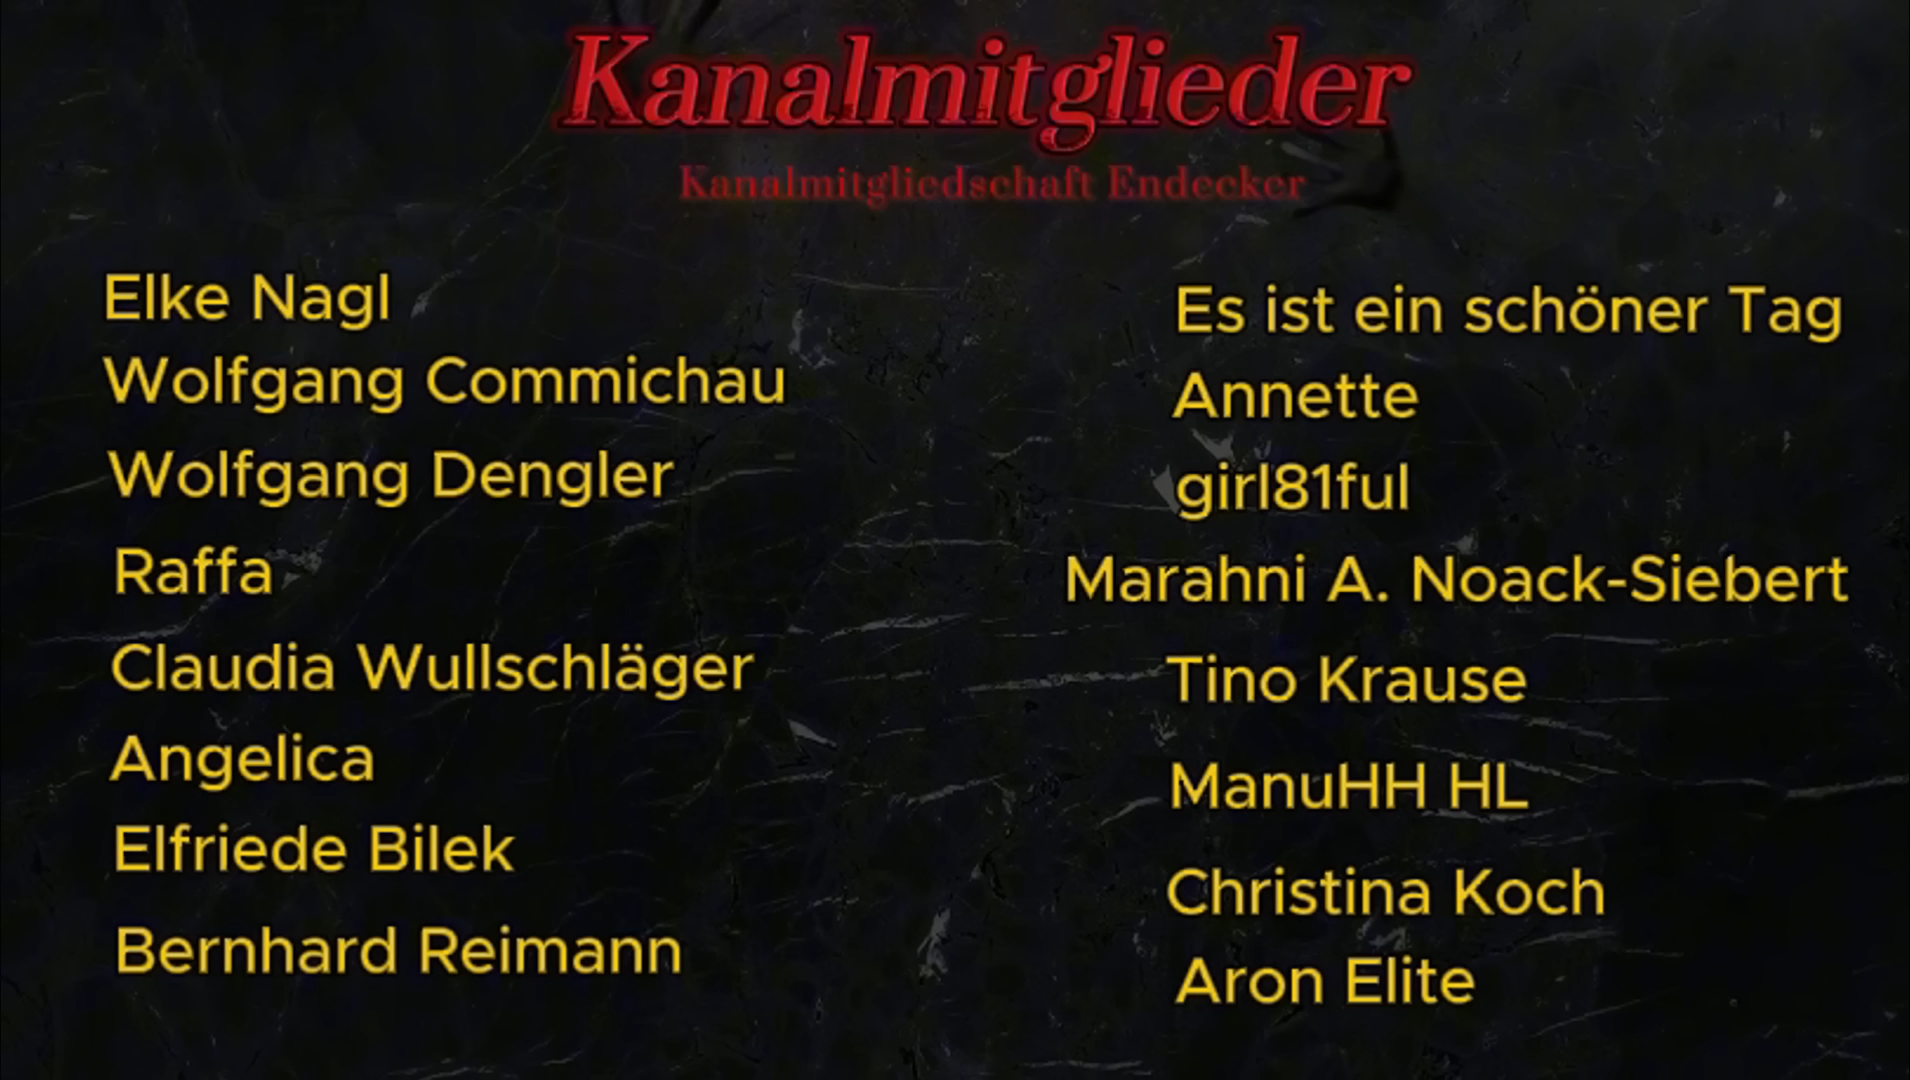 Kanalmitglieder
Kanalmitgliedschaft Endecker
Elke Nagl
Wolfgang Commichau
Wolfgang Dengler
Raffa
Claudia Wullschläger
Angelica
Elfriede Bilek
Bernhard Reimann
Es ist ein schöner Tag
Annette
girl81ful
Marahni A. Noack-Siebert
Tino Krause
ManuHH HL
Christina Koch
Aron Elite